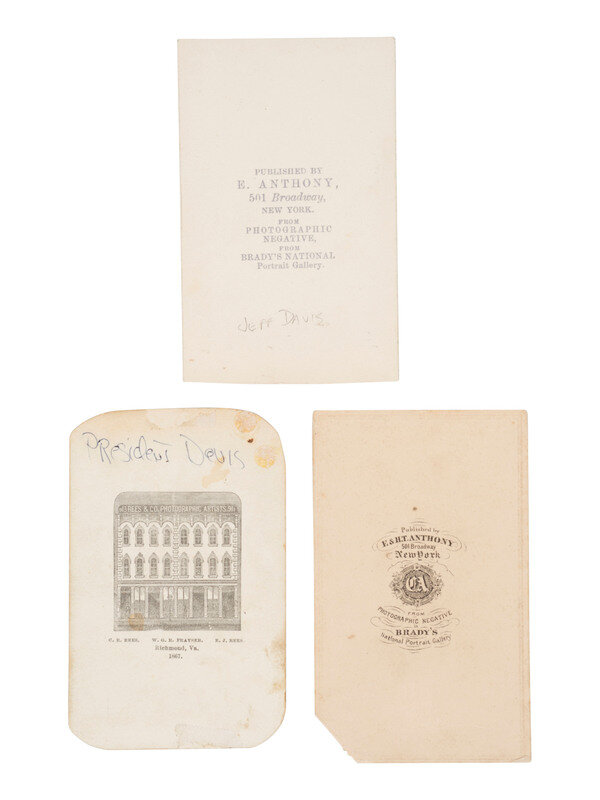 PUBLISHED BY
E. ANTHONY,
501 Broadway,
NEW YORK.
FROM
PHOTOGRAPHIC
NEGATIVE,
FROM
BRADY'S NATIONAL
Portrait Gallery.
JEFF DAVIS
President Davis
REES & CO. PHOTOGRAPHIC ARTISTS.
C. R. REES. W. G. R. FRAYSER. E. J. REES
Richmond, Va.
1867.
Published by
E & H.T. ANTHONY
501 Broadway
New York
EA
FROM
PHOTOGRAPHIC NEGATIVE
IN
BRADY'S
National Portrait Gallery